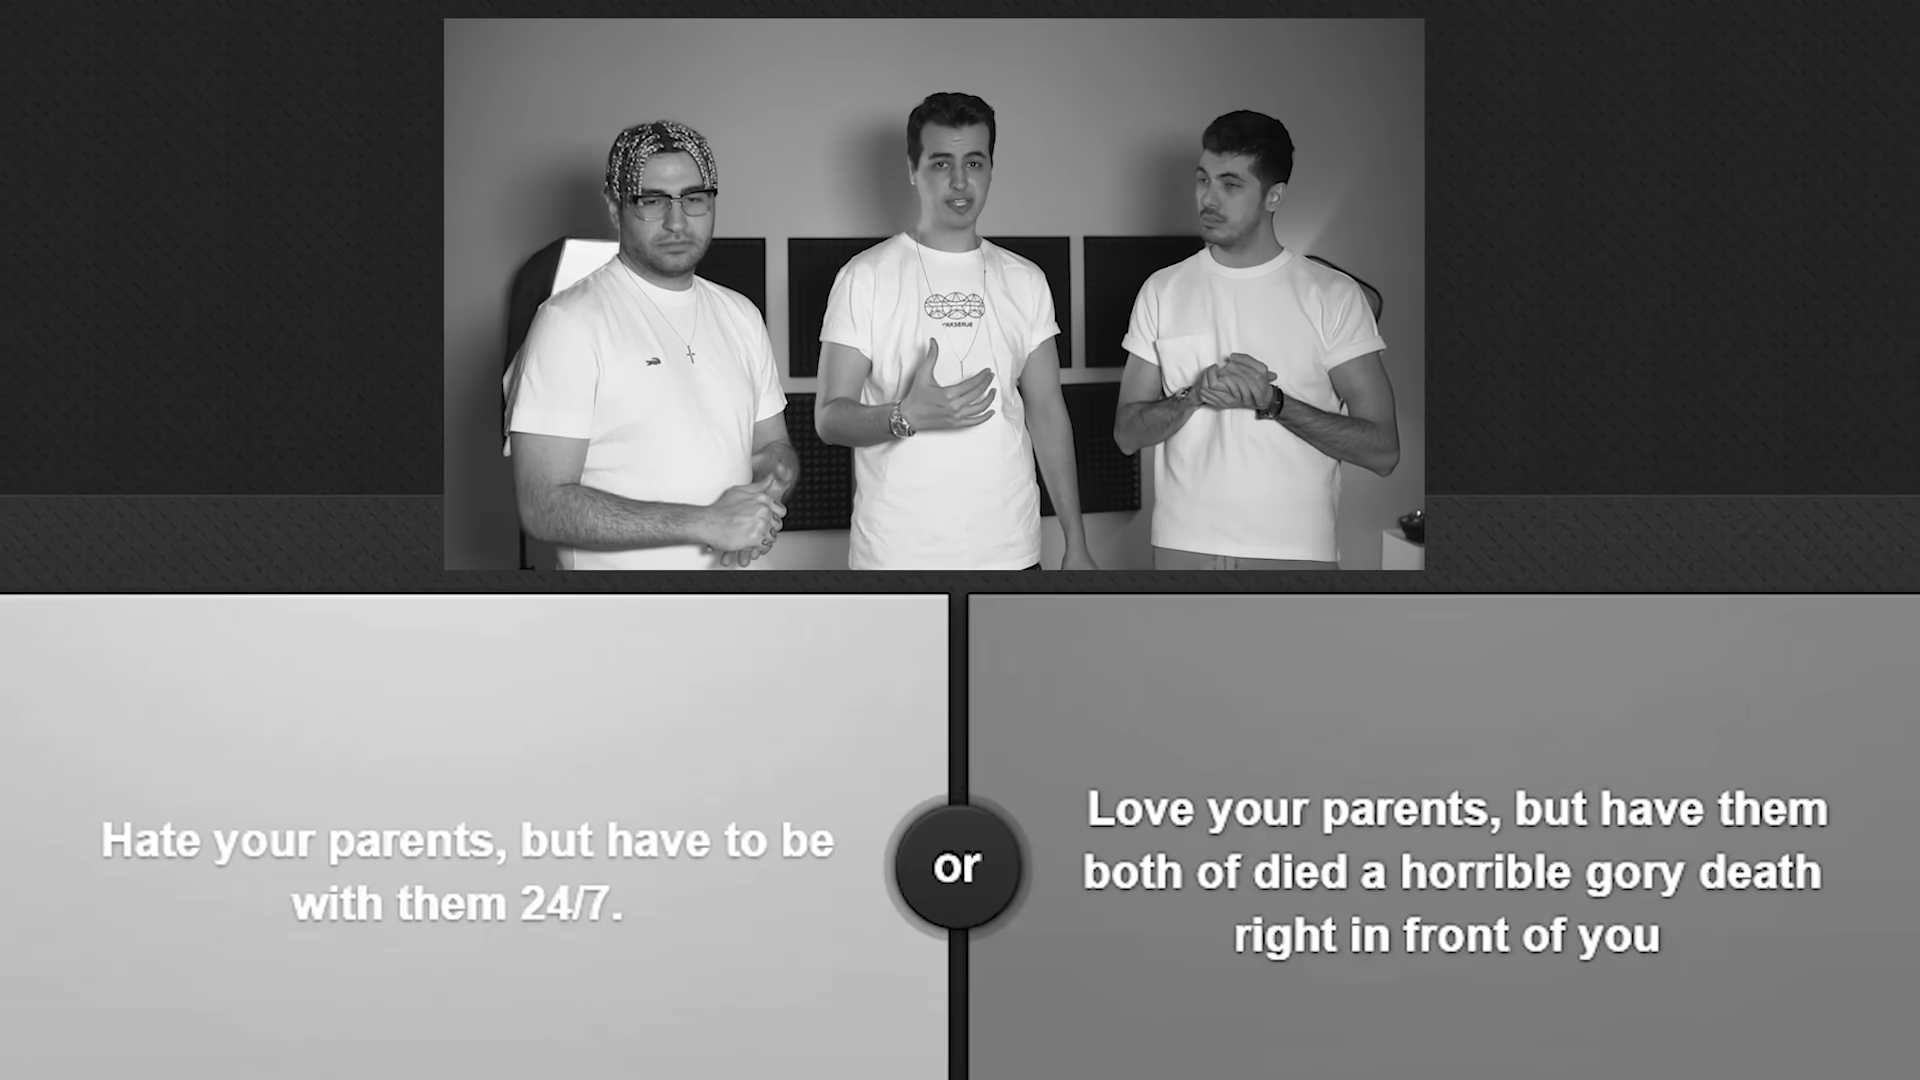 Hate your parents, but have to be
with them 24/7.
or
Love your parents, but have them
both of died a horrible gory death
right in front of you